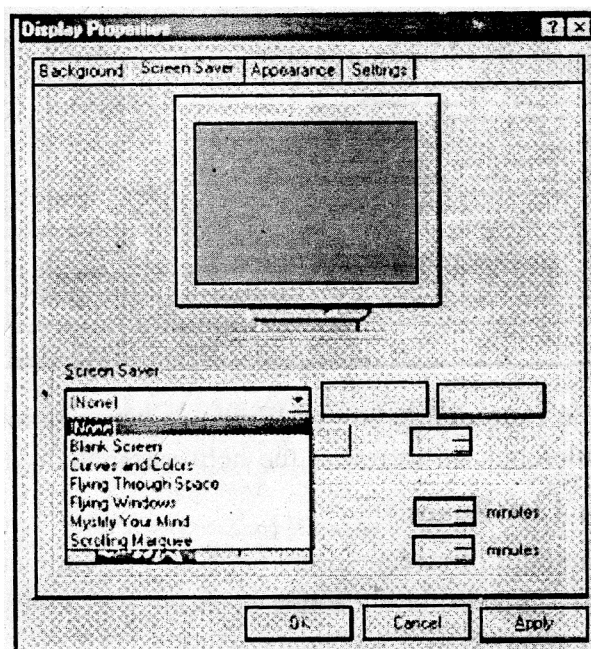 Display Properties
Background Screen Saver Appearance Settings
Screen Saver
(None)
(None)
Blank Screen
Curves and Colors
Flying Through Space
Flying Windows
Mystify Your Mind
Scrolling Marquee
minutes
minutes
OK Cancel Apply